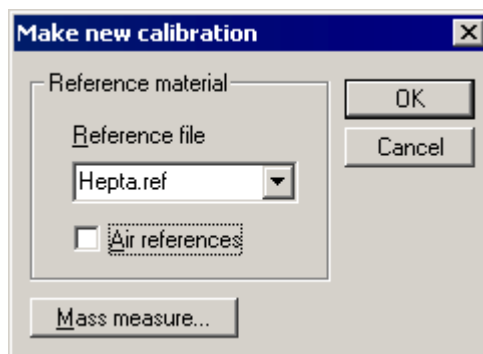 Make new calibration
Reference material
OK
Reference file
Cancel
Hepta.ref
Air references
Mass measure...